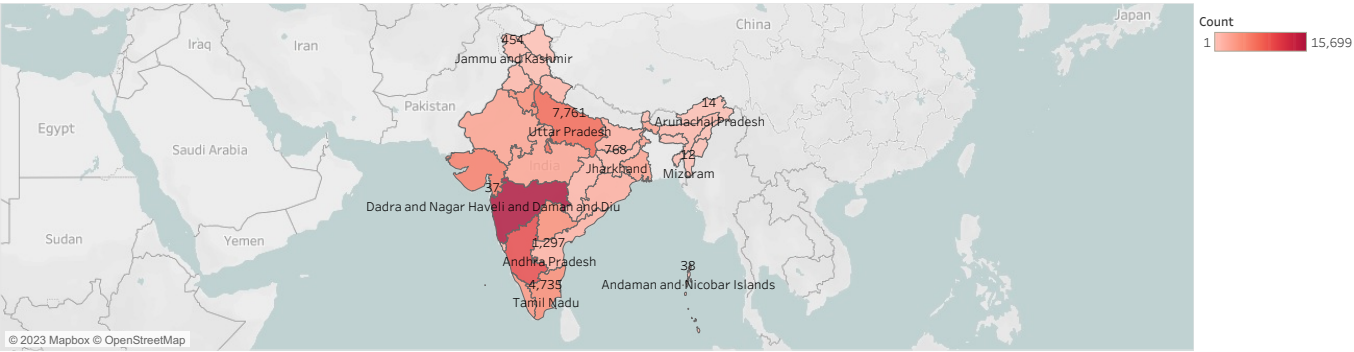 Japan
China
Count
1
15,699
Iraq
Iran
454
Jammu and Kashmir
Pakistan
7,761
Uttar Pradesh
14
Arunachal Pradesh
Egypt
Saudi Arabia
768
Jharkhand
12
Mizoram
India
37
Dadra and Nagar Haveli and Daman and Diu
Sudan
Yemen
1,297
Andhra Pradesh
38
Andaman and Nicobar Islands
4,735
Tamil Nadu
© 2023 Mapbox © OpenStreetMap